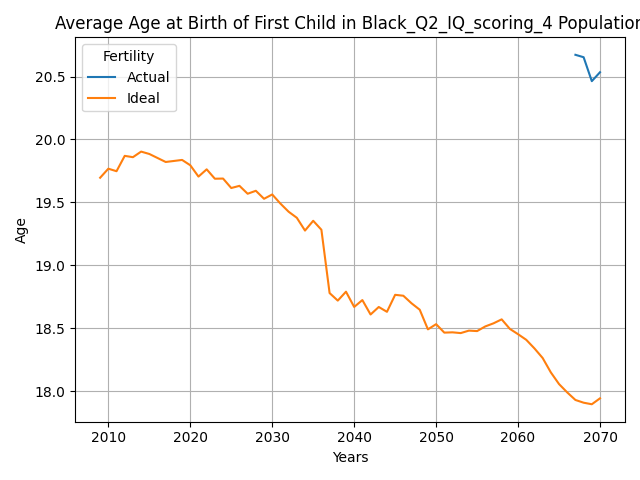 Average Age at Birth of First Child in Black_Q2_IQ_scoring_4 Population
Fertility
Actual
Ideal
20.5
20.0
19.5
19.0
18.5
18.0
Age
2010 2020 2030 2040 2050 2060 2070
Years